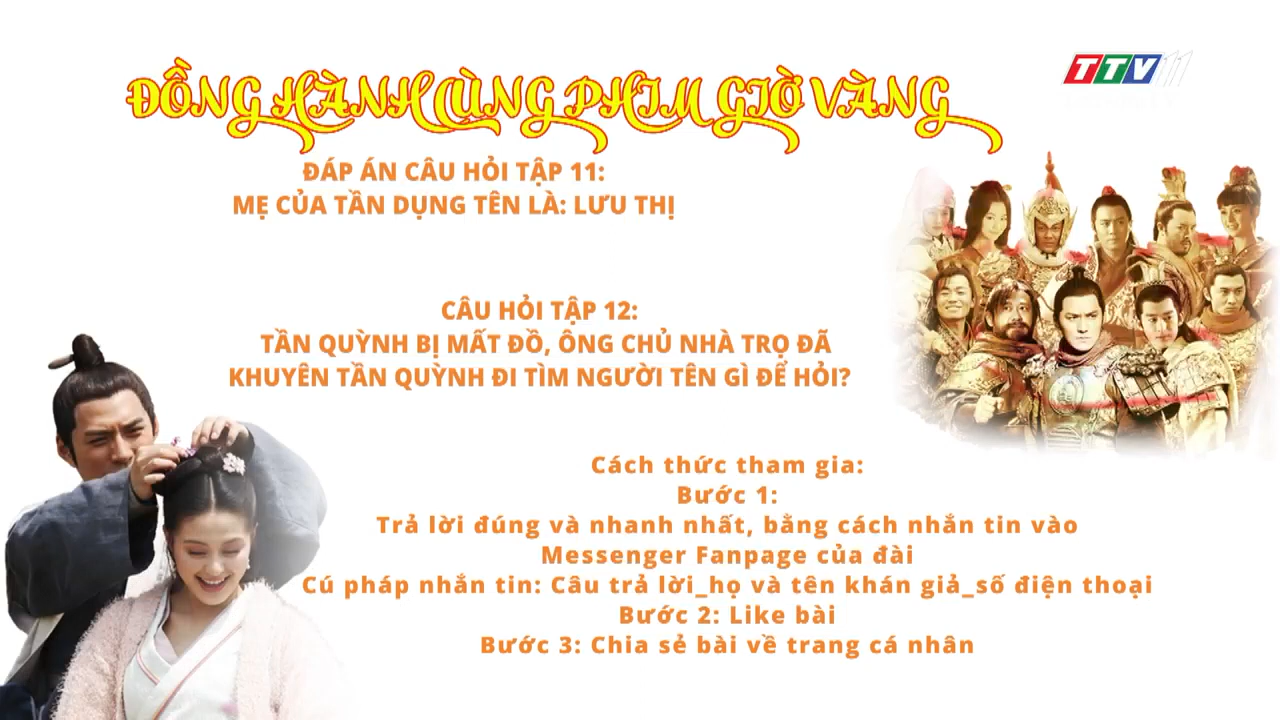 TTV11
ĐỒNG HÀNH CÙNG PHIM GIỜ VÀNG
ĐÁP ÁN CÂU HỎI TẬP 11:
MẸ CỦA TẦN DỤNG TÊN LÀ: LƯU THỊ
CÂU HỎI TẬP 12:
TẦN QUỲNH BỊ MẤT ĐỒ, ÔNG CHỦ NHÀ TRỌ ĐÃ
KHUYÊN TẦN QUỲNH ĐI TÌM NGƯỜI TÊN GÌ ĐỂ HỎI?
Cách thức tham gia:
Bước 1:
Trả lời đúng và nhanh nhất, bằng cách nhắn tin vào
Messenger Fanpage của đài
Cú pháp nhắn tin: Câu trả lời_họ và tên khán giả_số điện thoại
Bước 2: Like bài
Bước 3: Chia sẻ bài về trang cá nhân